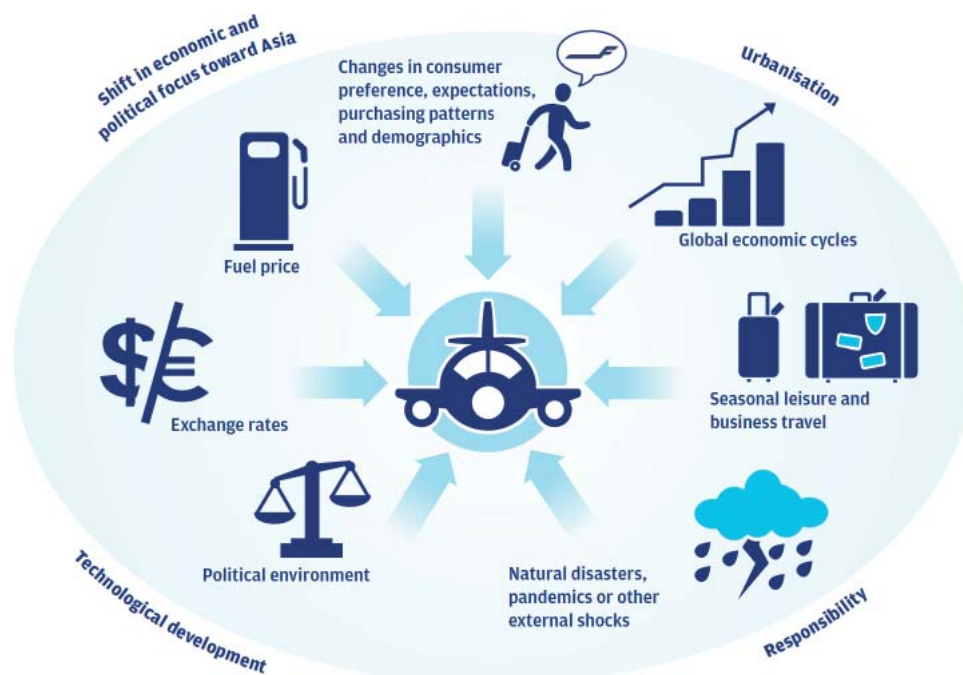 Shift in economic and
political focus toward Asia
Changes in consumer
preference, expectations,
purchasing patterns
and demographics
Urbanisation
Fuel price
Global economic cycles
$/€
Exchange rates
Seasonal leisure and
business travel
Political environment
Natural disasters,
pandemics or other
external shocks
Technological development
Responsibility